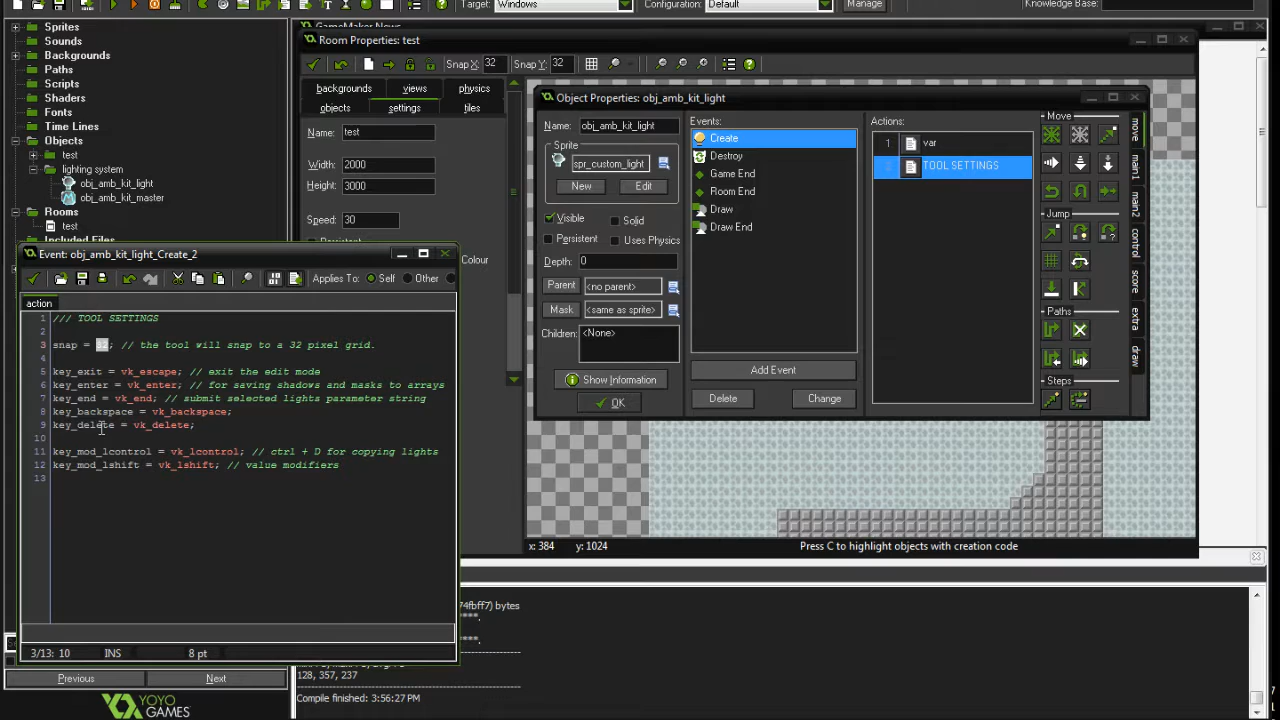 Target: Windows Configuration: Default Manage Knowledge Base:
Sprites
Sounds
Backgrounds
Paths
Scripts
Shaders
Fonts
Time Lines
Objects
test
lighting system
obj_amb_kit_light
obj_amb_kit_master
Rooms
test
Included Files
GameMaker News
Room Properties: test
Snap X: 32 Snap Y: 32
backgrounds views physics
objects settings tiles
Name: test
Width: 2000
Height: 3000
Speed: 30
Colour
Object Properties: obj_amb_kit_light
Name: obj_amb_kit_light
Sprite
spr_custom_light
New Edit
Visible Solid
Persistent Uses Physics
Depth: 0
Parent <no parent>
Mask <same as sprite>
Children: <None>
Show Information
OK
Events:
Create
Destroy
Game End
Room End
Draw
Draw End
Add Event
Delete Change
Actions:
1 var
TOOL SETTINGS
Move
Jump
Paths
Steps
move
main1
main2
control
score
extra
draw
x: 384 y: 1024 Press C to highlight objects with creation code
Event: obj_amb_kit_light_Create_2
Applies To: Self Other
action
1 /// TOOL SETTINGS
2
3 snap = 32; // the tool will snap to a 32 pixel grid.
4
5 key_exit = vk_escape; // exit the edit mode
6 key_enter = vk_enter; // for saving shadows and masks to arrays
7 key_end = vk_end; // submit selected lights parameter string
8 key_backspace = vk_backspace;
9 key_delete = vk_delete;
10
11 key_mod_lcontrol = vk_lcontrol; // ctrl + D for copying lights
12 key_mod_lshift = vk_lshift; // value modifiers
13
3/13: 10 INS 8 pt
Previous Next
YOYO
GAMES
74fbff7) bytes
128, 357, 237
Compile finished: 3:56:27 PM